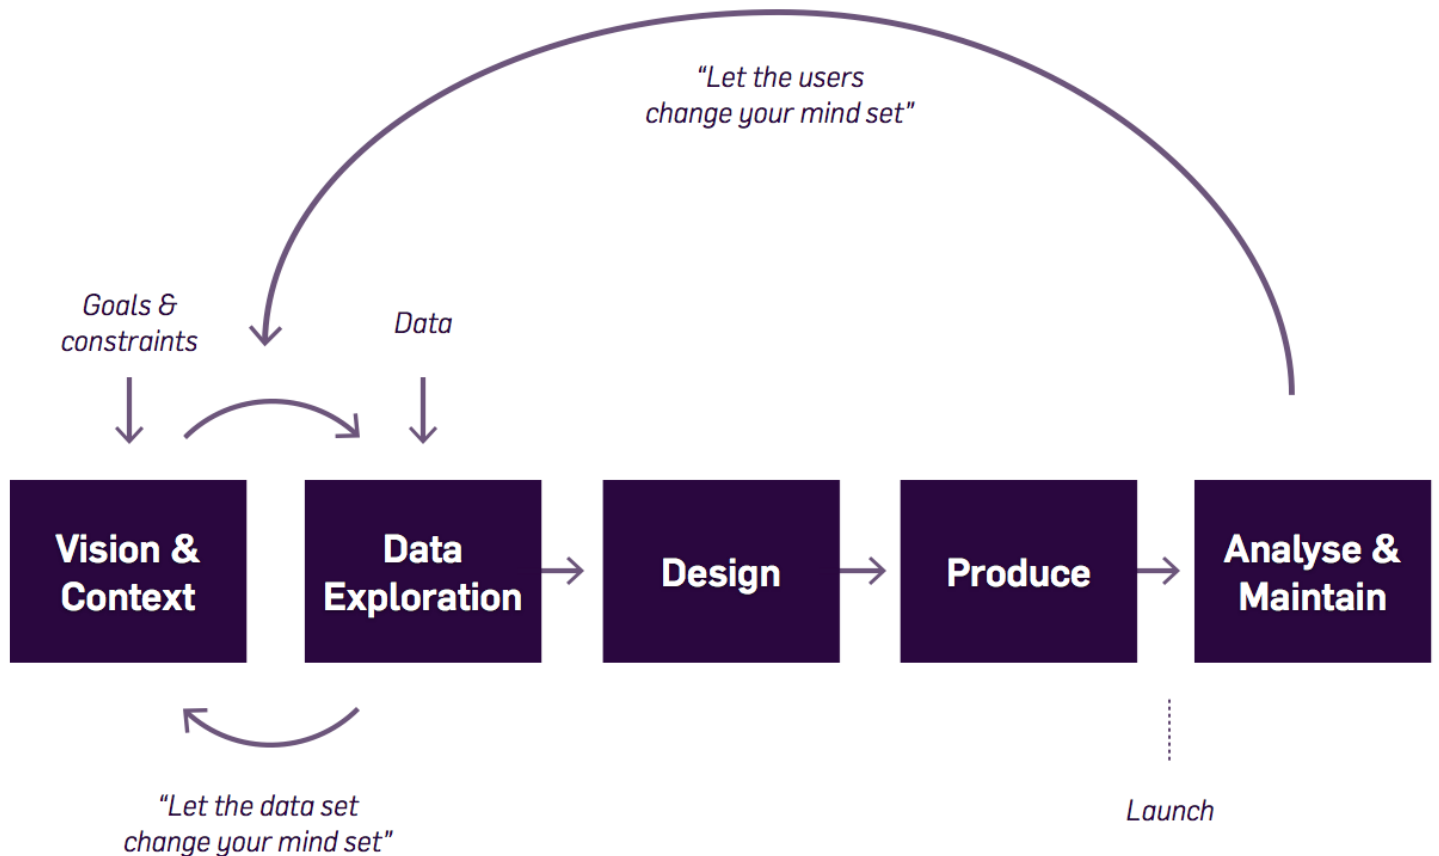 “Let the users
change your mind set”
Goals &
constraints
Data
Vision &
Context
Data
Exploration
Design
Produce
Analyse &
Maintain
“Let the data set
change your mind set”
Launch